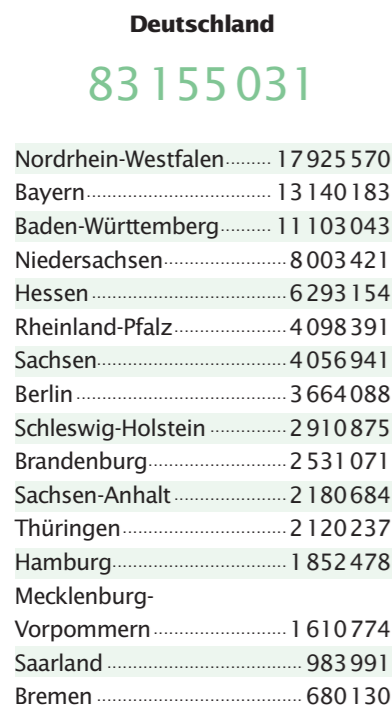 Deutschland
83 155 031
Nordrhein-Westfalen......... 17 925 570
Bayern.................................. 13 140 183
Baden-Württemberg.......... 11 103 043
Niedersachsen....................... 8 003 421
Hessen .................................... 6 293 154
Rheinland-Pfalz..................... 4 098 391
Sachsen................................... 4 056 941
Berlin ....................................... 3 664 088
Schleswig-Holstein ............... 2 910 875
Brandenburg.......................... 2 531 071
Sachsen-Anhalt ..................... 2 180 684
Thüringen............................... 2 120 237
Hamburg................................ 1 852 478
Mecklenburg-
Vorpommern......................... 1 610 774
Saarland .................................... 983 991
Bremen ...................................... 680 130